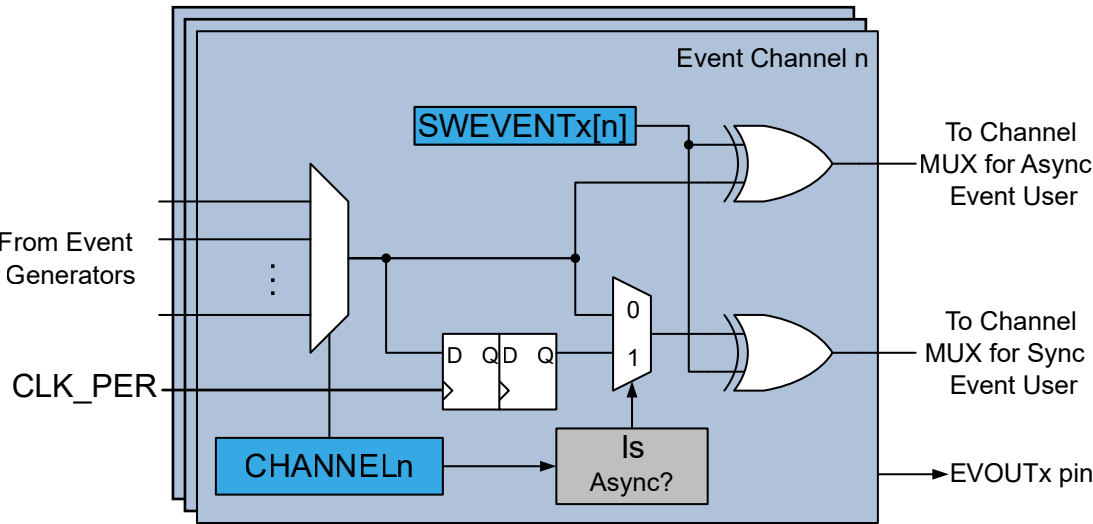 Event Channel n
SWEVENTx[n]
To Channel
MUX for Async
Event User
From Event
Generators
0
1
D Q D Q
To Channel
MUX for Sync
Event User
CLK_PER
CHANNELn
Is
Async?
EVOUTx pin